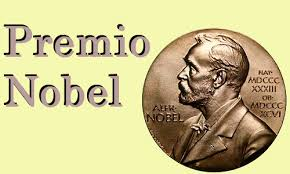 Premio
Nobel
ALFR·
NOBEL
NAT·
MDCCC
XXXIII
OB·
MDCCC
XCVI